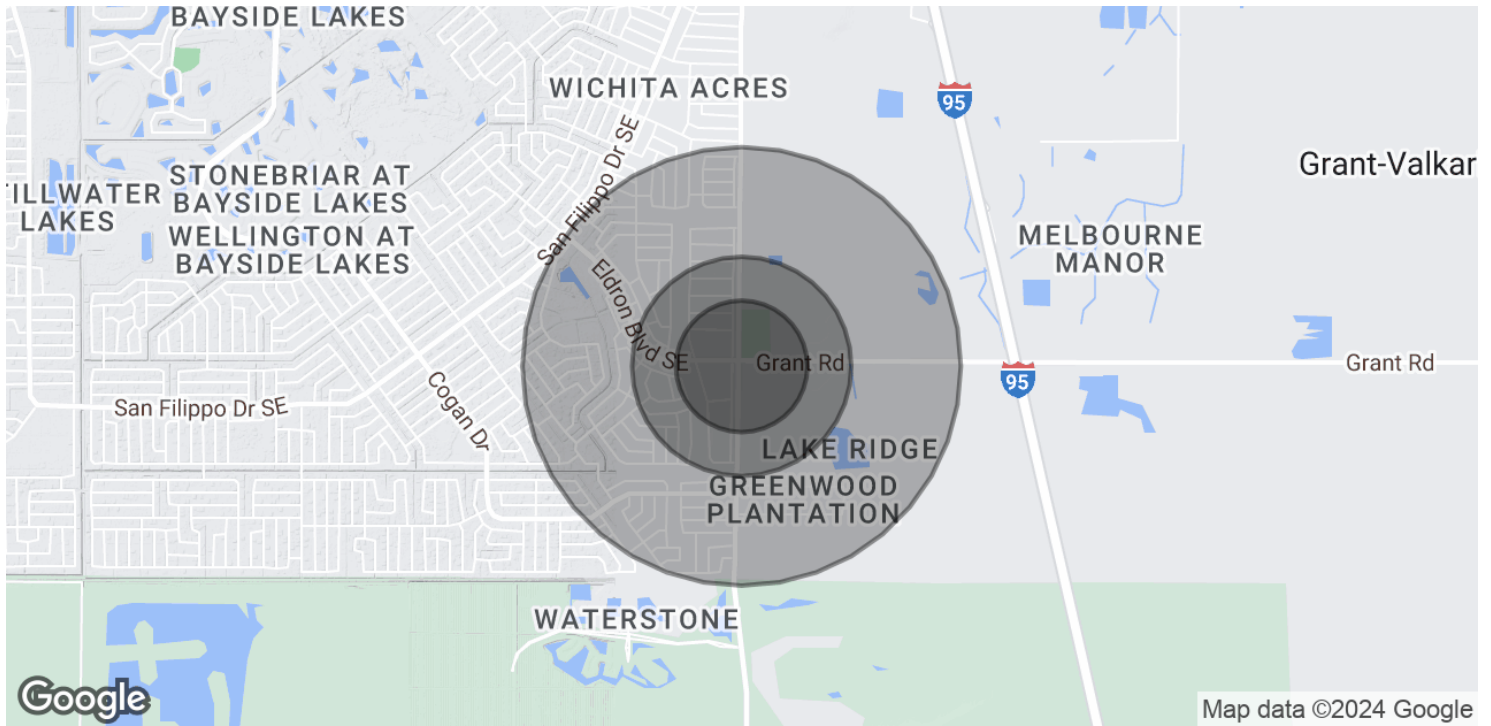 BAYSIDE LAKES
WICHITA ACRES
95
San Filippo Dr SE
STONEBRIAR AT
BAYSIDE LAKES
Grant-Valkar
TILLWATER
LAKES
WELLINGTON AT
BAYSIDE LAKES
MELBOURNE
MANOR
Eldron Blvd SE
Grant Rd
Grant Rd
95
San Filippo Dr SE
Cogan Dr
LAKE RIDGE
GREENWOOD
PLANTATION
WATERSTONE
Google
Map data ©2024 Google